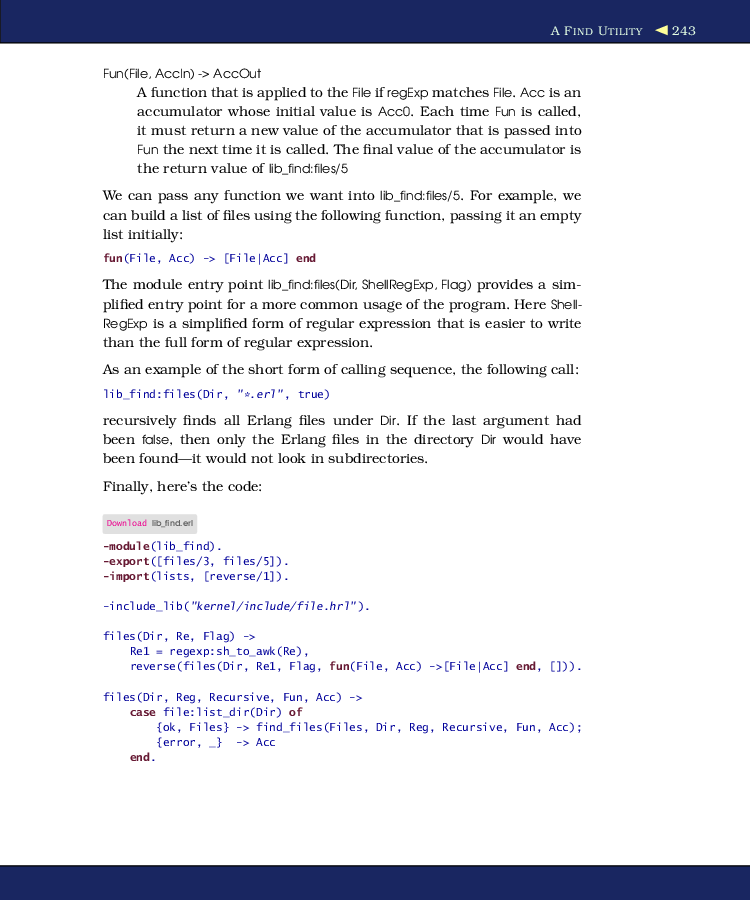 A Find Utility ◀ 243
Fun(File, AccIn) -> AccOut
A function that is applied to the File if regExp matches File. Acc is an
accumulator whose initial value is Acc0. Each time Fun is called,
it must return a new value of the accumulator that is passed into
Fun the next time it is called. The final value of the accumulator is
the return value of lib_find:files/5
We can pass any function we want into lib_find:files/5. For example, we
can build a list of files using the following function, passing it an empty
list initially:
fun(File, Acc) -> [File|Acc] end
The module entry point lib_find:files(Dir, ShellRegExp, Flag) provides a sim-
plified entry point for a more common usage of the program. Here Shell-
RegExp is a simplified form of regular expression that is easier to write
than the full form of regular expression.
As an example of the short form of calling sequence, the following call:
lib_find:files(Dir, "*.erl", true)
recursively finds all Erlang files under Dir. If the last argument had
been false, then only the Erlang files in the directory Dir would have
been found—it would not look in subdirectories.
Finally, here's the code:
Download lib_find.erl
-module(lib_find).
-export([files/3, files/5]).
-import(lists, [reverse/1]).
-include_lib("kernel/include/file.hrl").
files(Dir, Re, Flag) ->
    Re1 = regexp:sh_to_awk(Re),
    reverse(files(Dir, Re1, Flag, fun(File, Acc) ->[File|Acc] end, [])).
files(Dir, Reg, Recursive, Fun, Acc) ->
    case file:list_dir(Dir) of
        {ok, Files} -> find_files(Files, Dir, Reg, Recursive, Fun, Acc);
        {error, _}  -> Acc
    end.